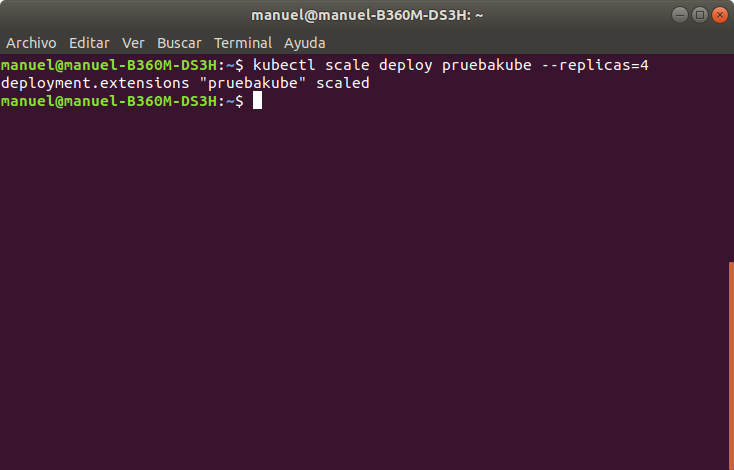 manuel@manuel-B360M-DS3H: ~
Archivo Editar Ver Buscar Terminal Ayuda
manuel@manuel-B360M-DS3H:~$ kubectl scale deploy pruebakube --replicas=4
deployment.extensions "pruebakube" scaled
manuel@manuel-B360M-DS3H:~$